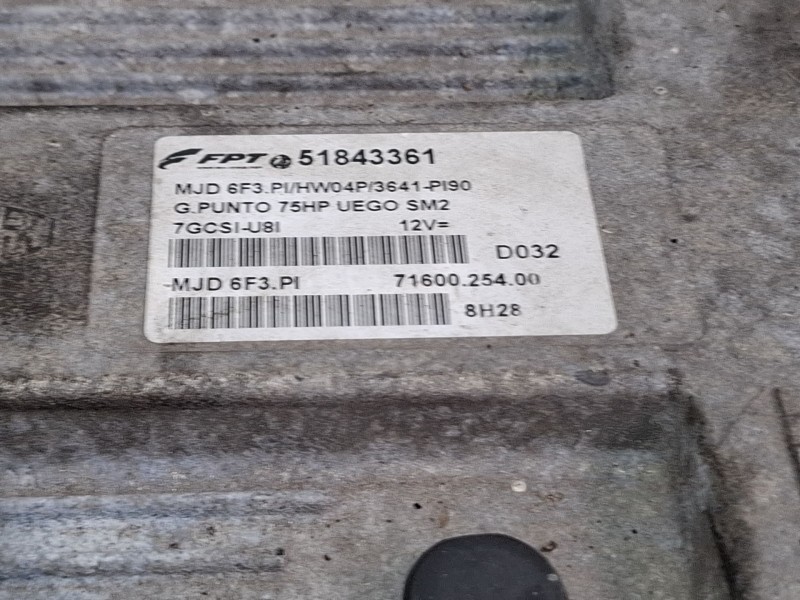 FPT 51843361
MJD 6F3.PI/HW04P/3641-PI90
G.PUNTO 75HP UEGO SM2
7GCSI-U8I 12V=
D032
MJD 6F3.PI 71600.254.00
8H28